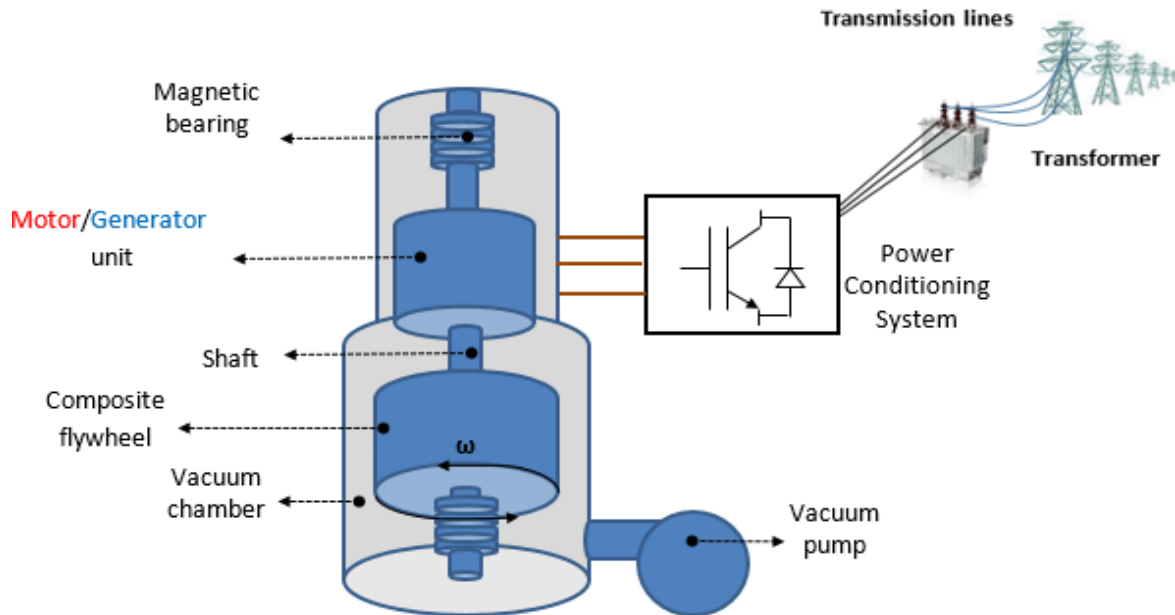 Transmission lines
Transformer
Magnetic
bearing
Motor/Generator
unit
Power
Conditioning
System
Shaft
Composite
flywheel
ω
Vacuum
chamber
Vacuum
pump